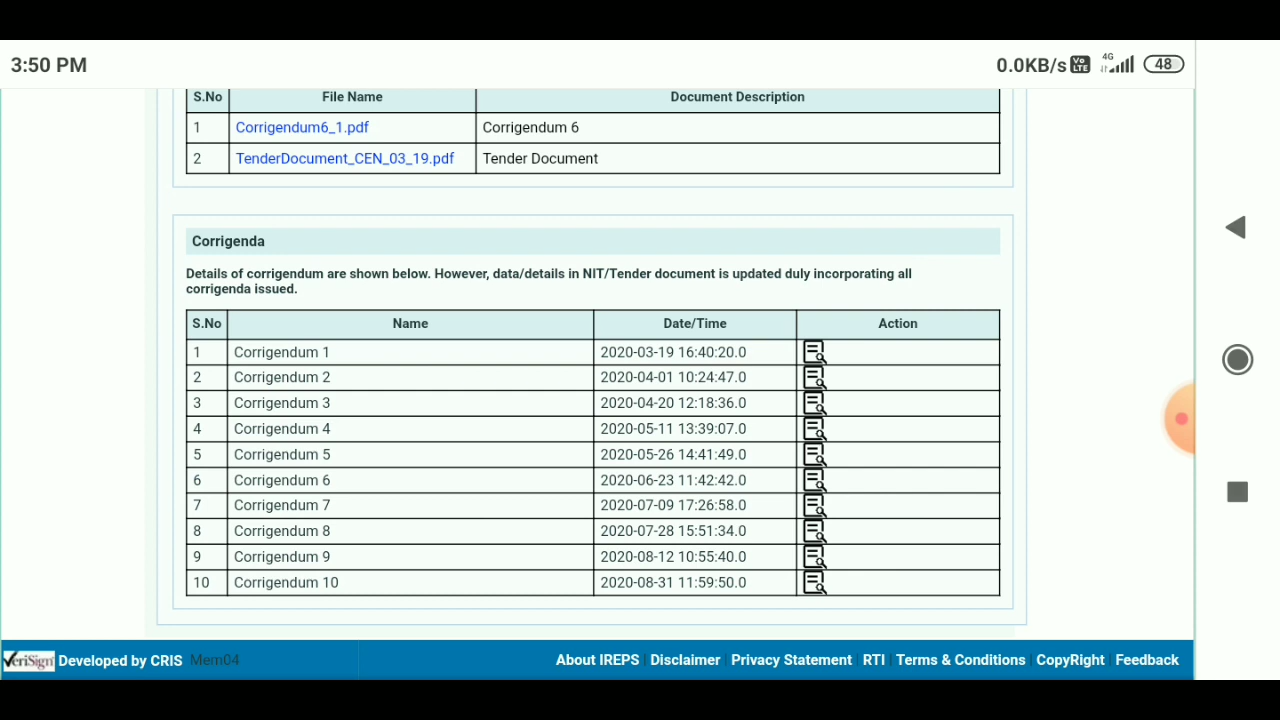 3:50 PM 0.0KB/s Vo LTE 4G 48
S.No File Name Document Description
1 Corrigendum6_1.pdf Corrigendum 6
2 TenderDocument_CEN_03_19.pdf Tender Document
Corrigenda
Details of corrigendum are shown below. However, data/details in NIT/Tender document is updated duly incorporating all
corrigenda issued.
S.No Name Date/Time Action
1 Corrigendum 1 2020-03-19 16:40:20.0
2 Corrigendum 2 2020-04-01 10:24:47.0
3 Corrigendum 3 2020-04-20 12:18:36.0
4 Corrigendum 4 2020-05-11 13:39:07.0
5 Corrigendum 5 2020-05-26 14:41:49.0
6 Corrigendum 6 2020-06-23 11:42:42.0
7 Corrigendum 7 2020-07-09 17:26:58.0
8 Corrigendum 8 2020-07-28 15:51:34.0
9 Corrigendum 9 2020-08-12 10:55:40.0
10 Corrigendum 10 2020-08-31 11:59:50.0
VeriSign Developed by CRIS Mem04 About IREPS Disclaimer Privacy Statement RTI Terms & Conditions CopyRight Feedback